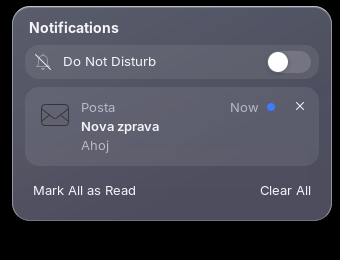 Notifications
Do Not Disturb
Posta Now
Nova zprava
Ahoj
Mark All as Read Clear All